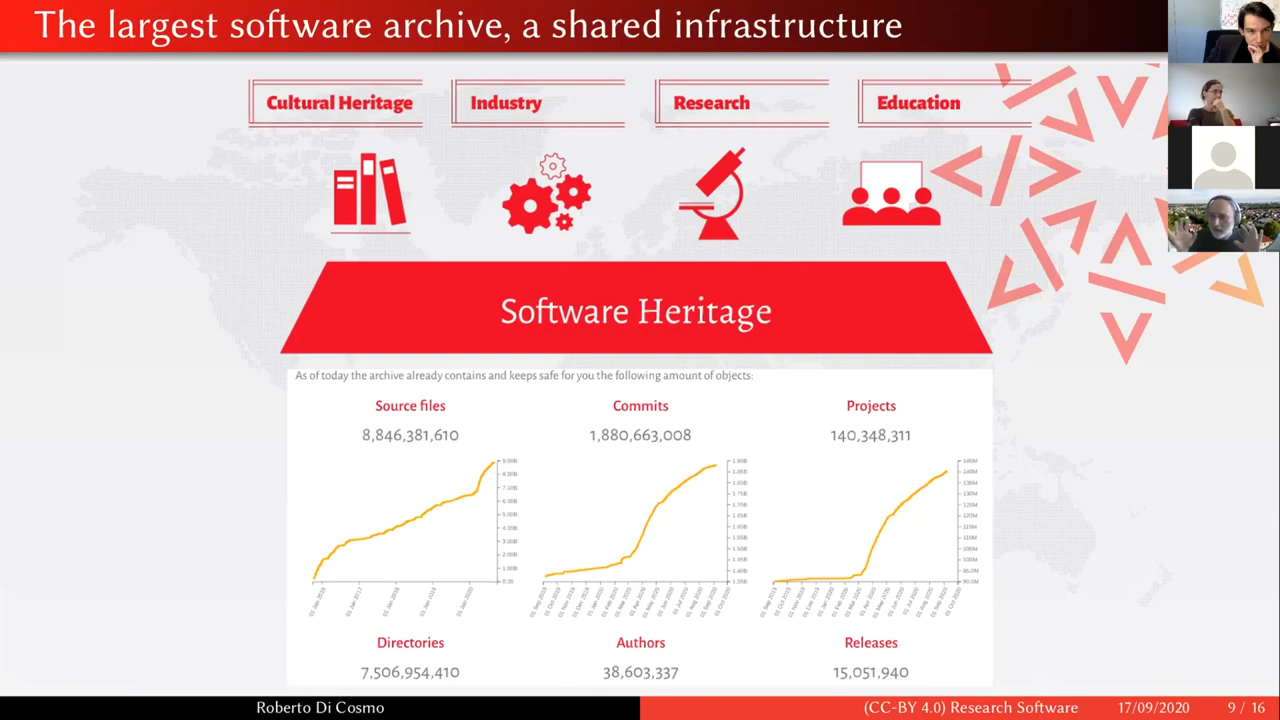 The largest software archive, a shared infrastructure
Cultural Heritage
Industry
Research
Education
Software Heritage
As of today the archive already contains and keeps safe for you the following amount of objects:
Source files
Commits
Projects
8,846,381,610
1,880,663,008
140,348,311
Directories
Authors
Releases
7,506,954,410
38,603,337
15,051,940
Roberto Di Cosmo
(CC-BY 4.0) Research Software
17/09/2020
9 / 16